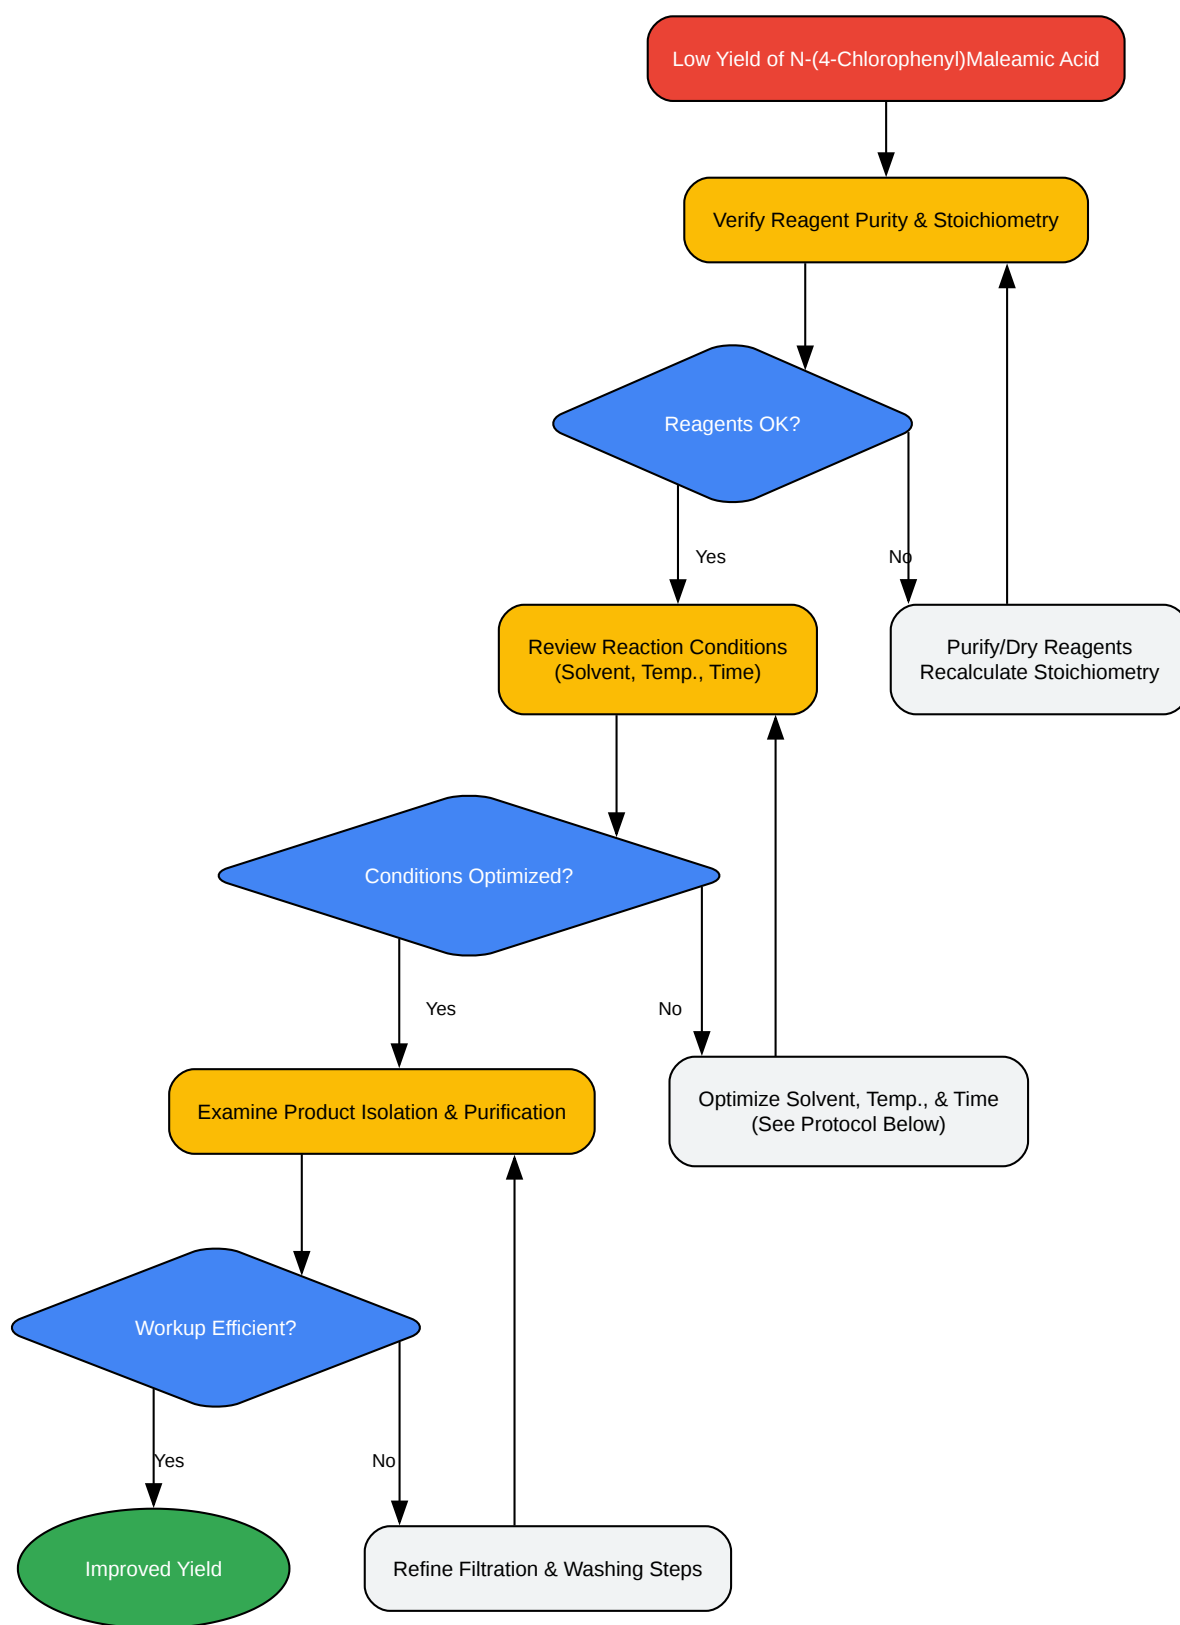 Low Yield of N-(4-Chlorophenyl)Maleamic Acid
Verify Reagent Purity & Stoichiometry
Reagents OK?
Yes
No
Review Reaction Conditions
(Solvent, Temp., Time)
Purify/Dry Reagents
Recalculate Stoichiometry
Conditions Optimized?
Yes
No
Examine Product Isolation & Purification
Optimize Solvent, Temp., & Time
(See Protocol Below)
Workup Efficient?
Yes
No
Improved Yield
Refine Filtration & Washing Steps